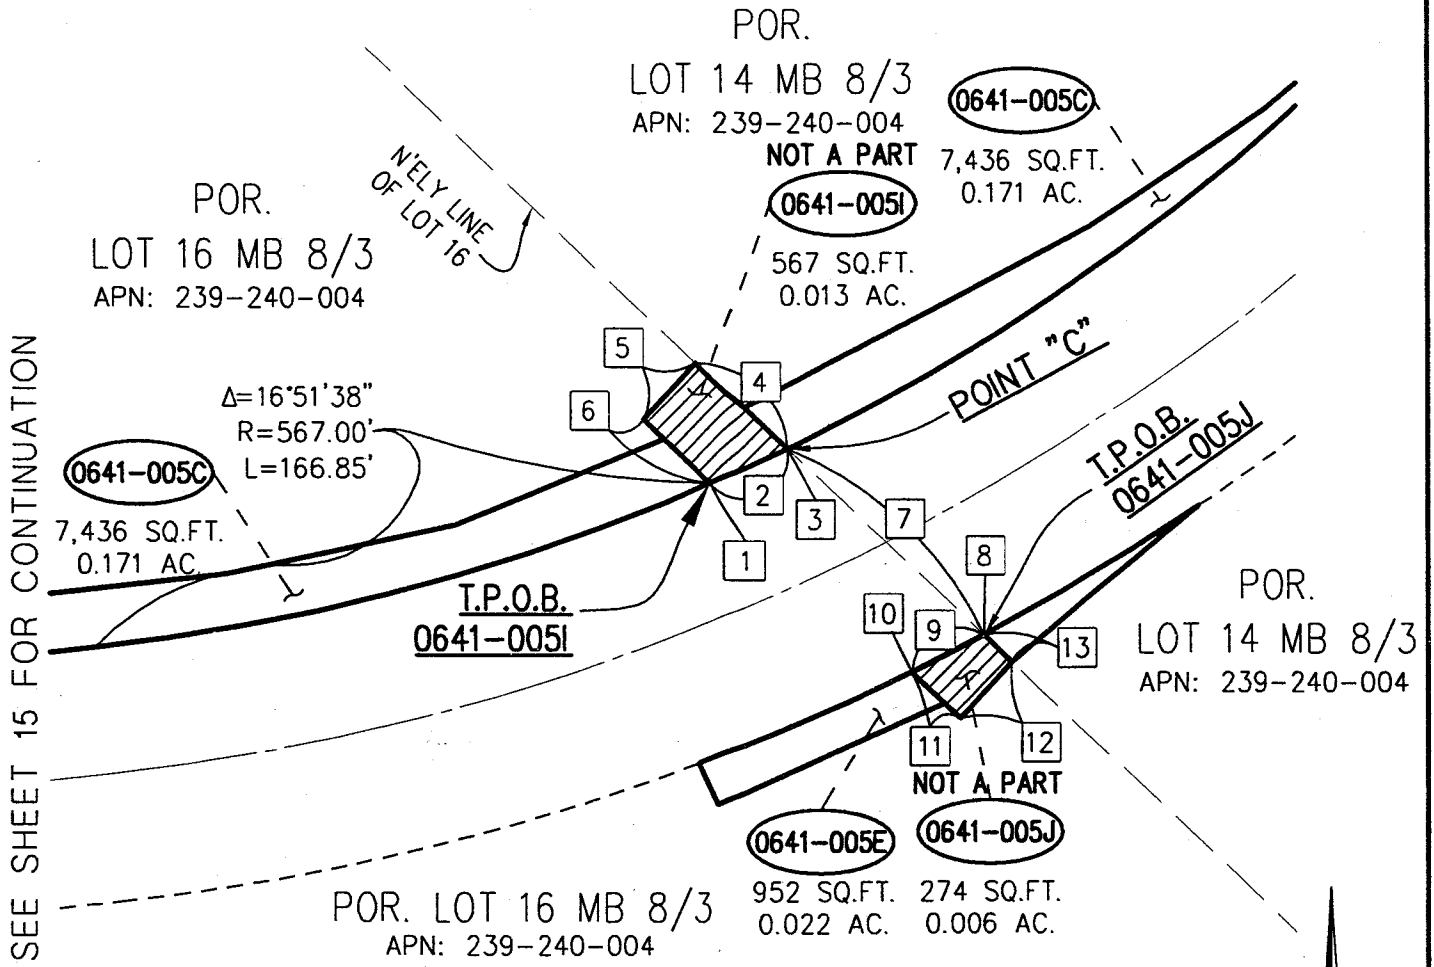 POR.
LOT 14 MB 8/3
APN: 239-240-004
NOT A PART
0641-005I
567 SQ.FT.
0.013 AC.
0641-005C
7,436 SQ.FT.
0.171 AC.
N'ELY LINE
OF LOT 16
POR.
LOT 16 MB 8/3
APN: 239-240-004
SEE SHEET 15 FOR CONTINUATION
Δ=16°51'38"
R=567.00'
L=166.85'
0641-005C
7,436 SQ.FT.
0.171 AC.
5
4
6
2
3
1
7
8
POINT "C"
T.P.O.B.
0641-005J
T.P.O.B.
0641-005I
10
9
13
11
12
POR.
LOT 14 MB 8/3
APN: 239-240-004
NOT A PART
0641-005E
952 SQ.FT.
0.022 AC.
0641-005J
274 SQ.FT.
0.006 AC.
POR. LOT 16 MB 8/3
APN: 239-240-004